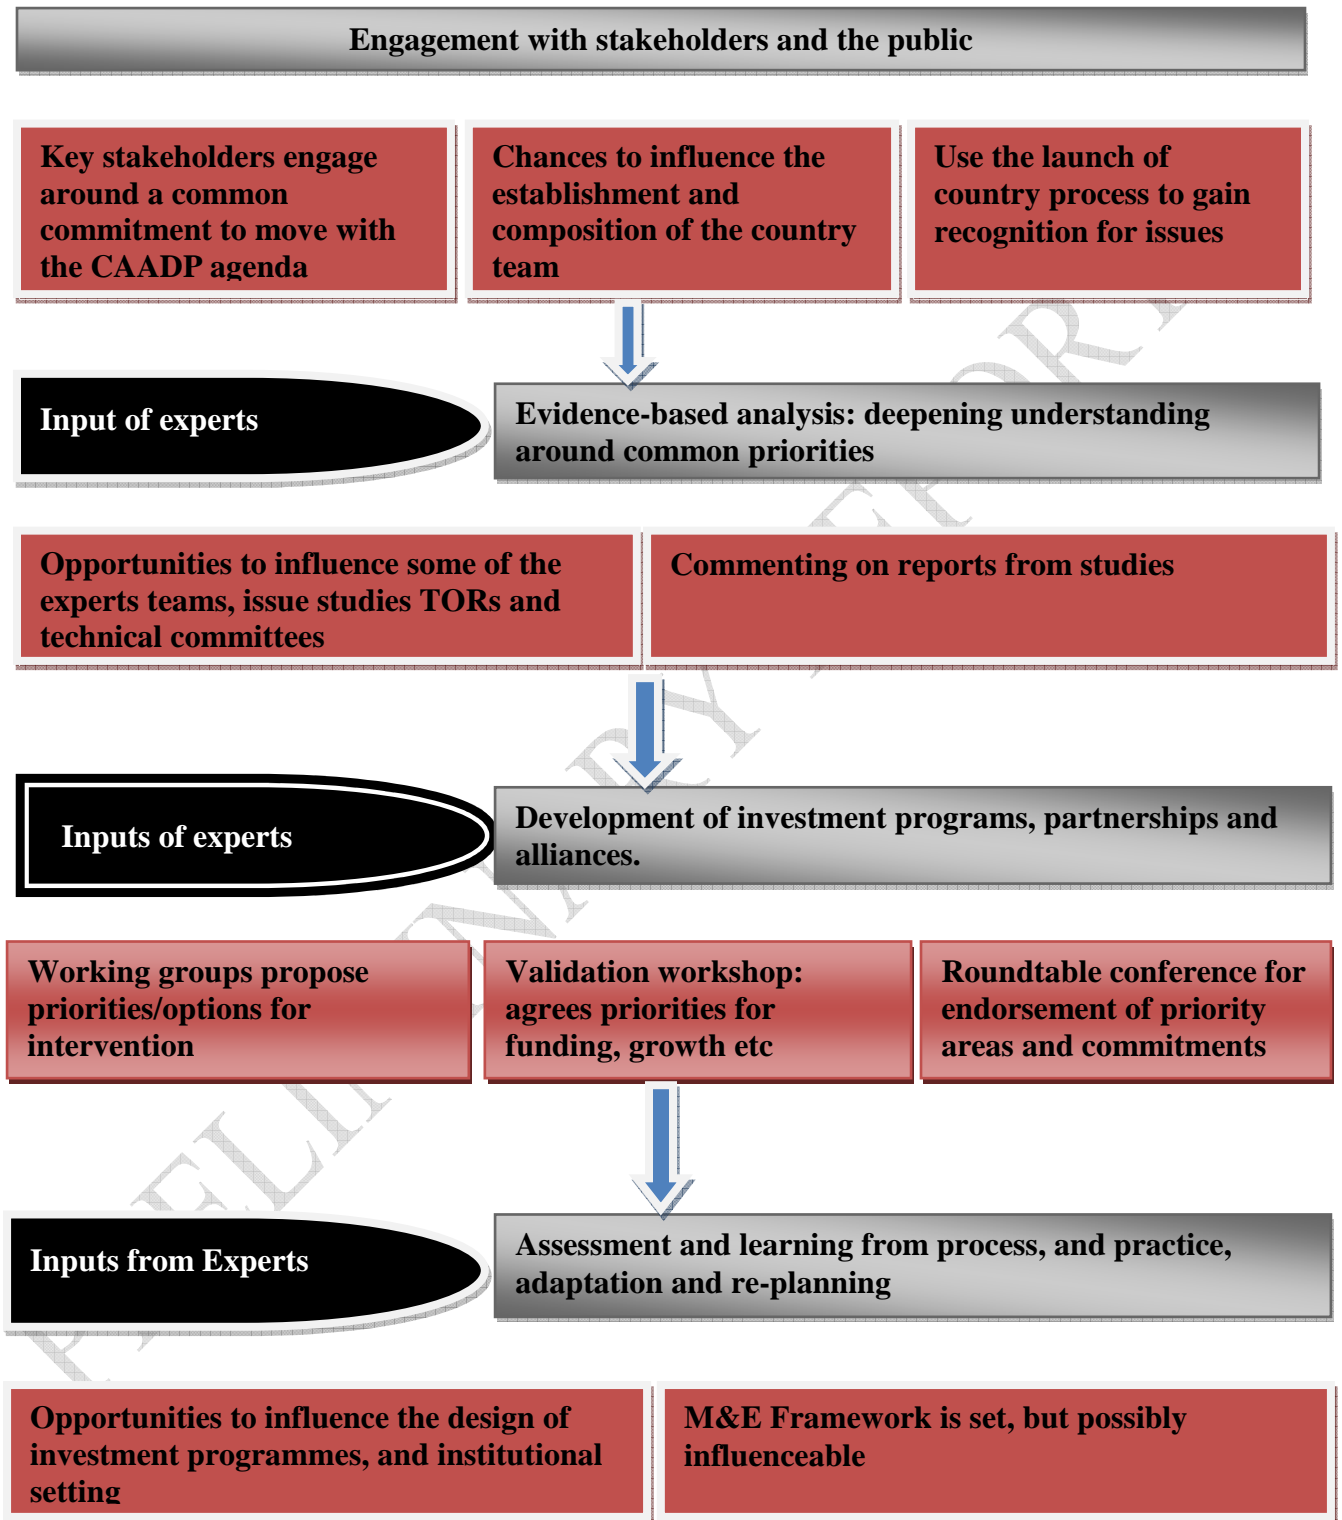 Engagement with stakeholders and the public
Key stakeholders engage
around a common
commitment to move with
the CAADP agenda
Chances to influence the
establishment and
composition of the country
team
Use the launch of
country process to gain
recognition for issues
Input of experts
Evidence-based analysis: deepening understanding
around common priorities
Opportunities to influence some of the
experts teams, issue studies TORs and
technical committees
Commenting on reports from studies
Inputs of experts
Development of investment programs, partnerships and
alliances.
Working groups propose
priorities/options for
intervention
Validation workshop:
agrees priorities for
funding, growth etc
Roundtable conference for
endorsement of priority
areas and commitments
Inputs from Experts
Assessment and learning from process, and practice,
adaptation and re-planning
Opportunities to influence the design of
investment programmes, and institutional
setting
M&E Framework is set, but possibly
influenceable